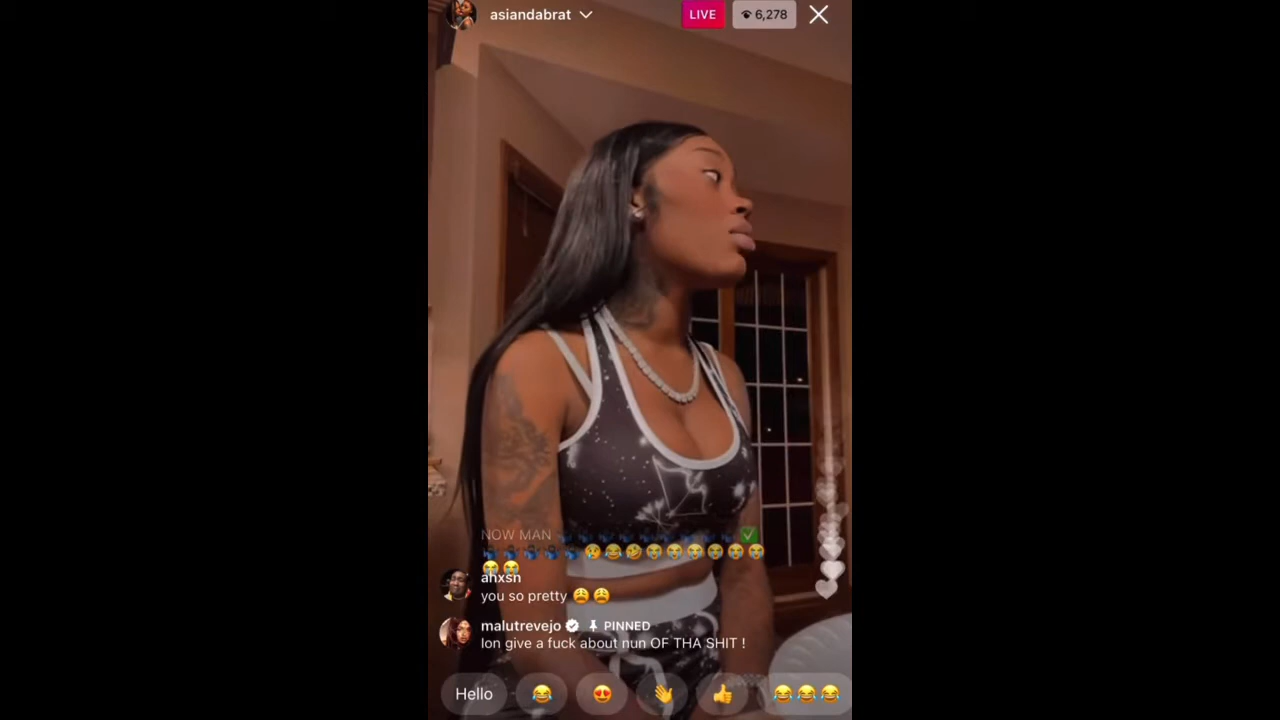 asiandabrat
LIVE
6,278
NOW MAN
ahxsn
you so pretty 😩😩
malutrevejo PINNED
Ion give a fuck about nun OF THA SHIT !
Hello